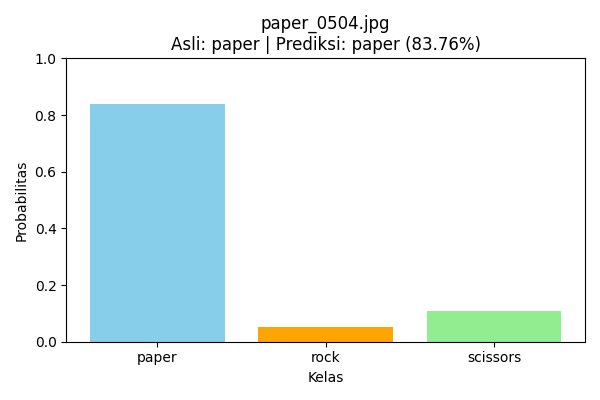 paper_0504.jpg
Asli: paper | Prediksi: paper (83.76%)
1.0
0.8
0.6
0.4
0.2
0.0
Probabilitas
paper rock scissors
Kelas